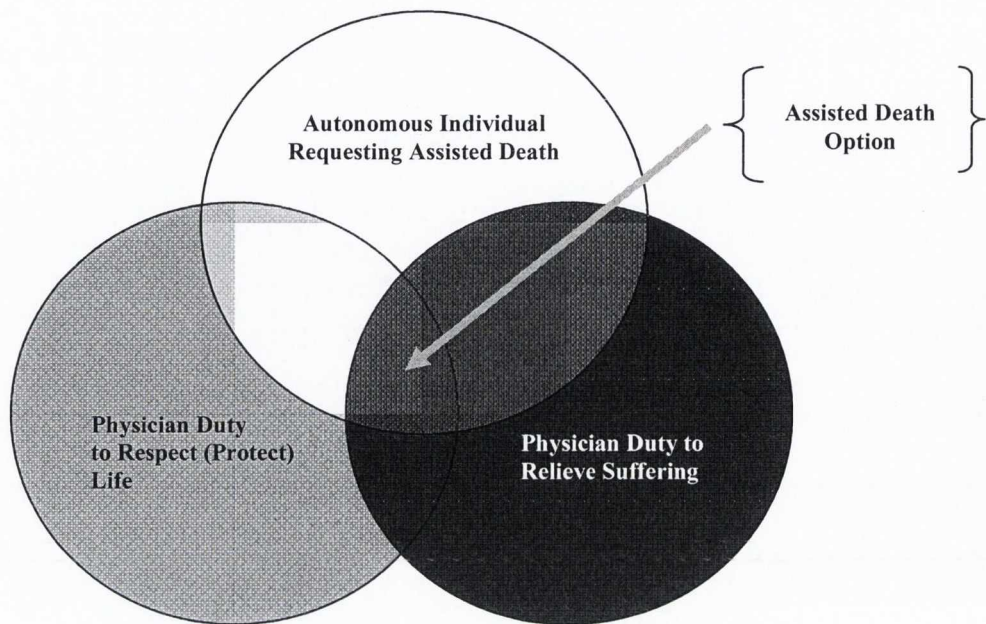 Autonomous Individual
Requesting Assisted Death
Assisted Death
Option
Physician Duty
to Respect (Protect)
Life
Physician Duty to
Relieve Suffering